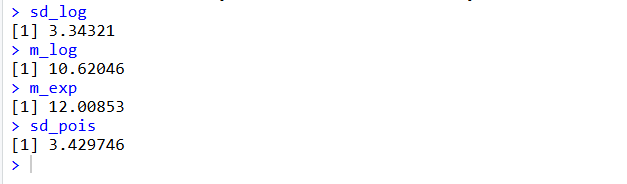 > sd_log
[1] 3.34321
> m_log
[1] 10.62046
> m_exp
[1] 12.00853
> sd_pois
[1] 3.429746
>